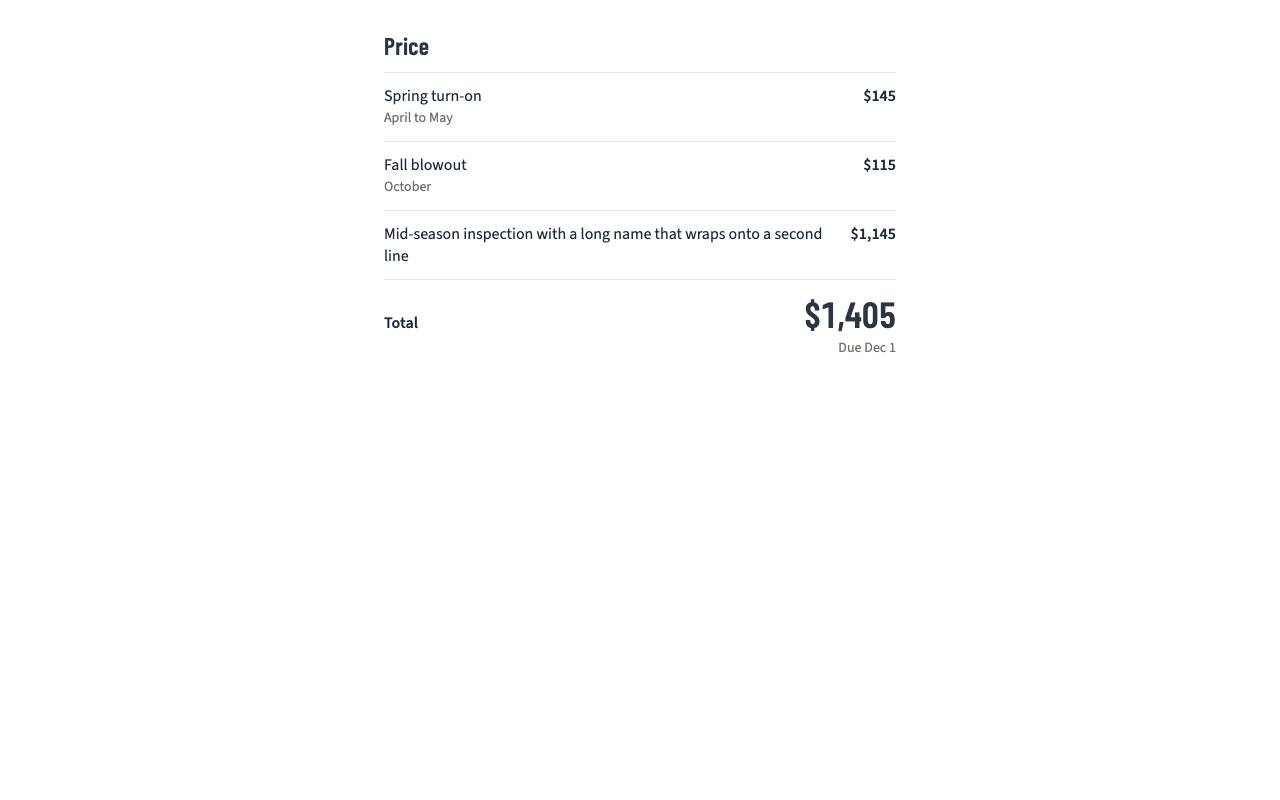 Price
Spring turn-on $145
April to May
Fall blowout $115
October
Mid-season inspection with a long name that wraps onto a second $1,145
line
Total $1,405
Due Dec 1